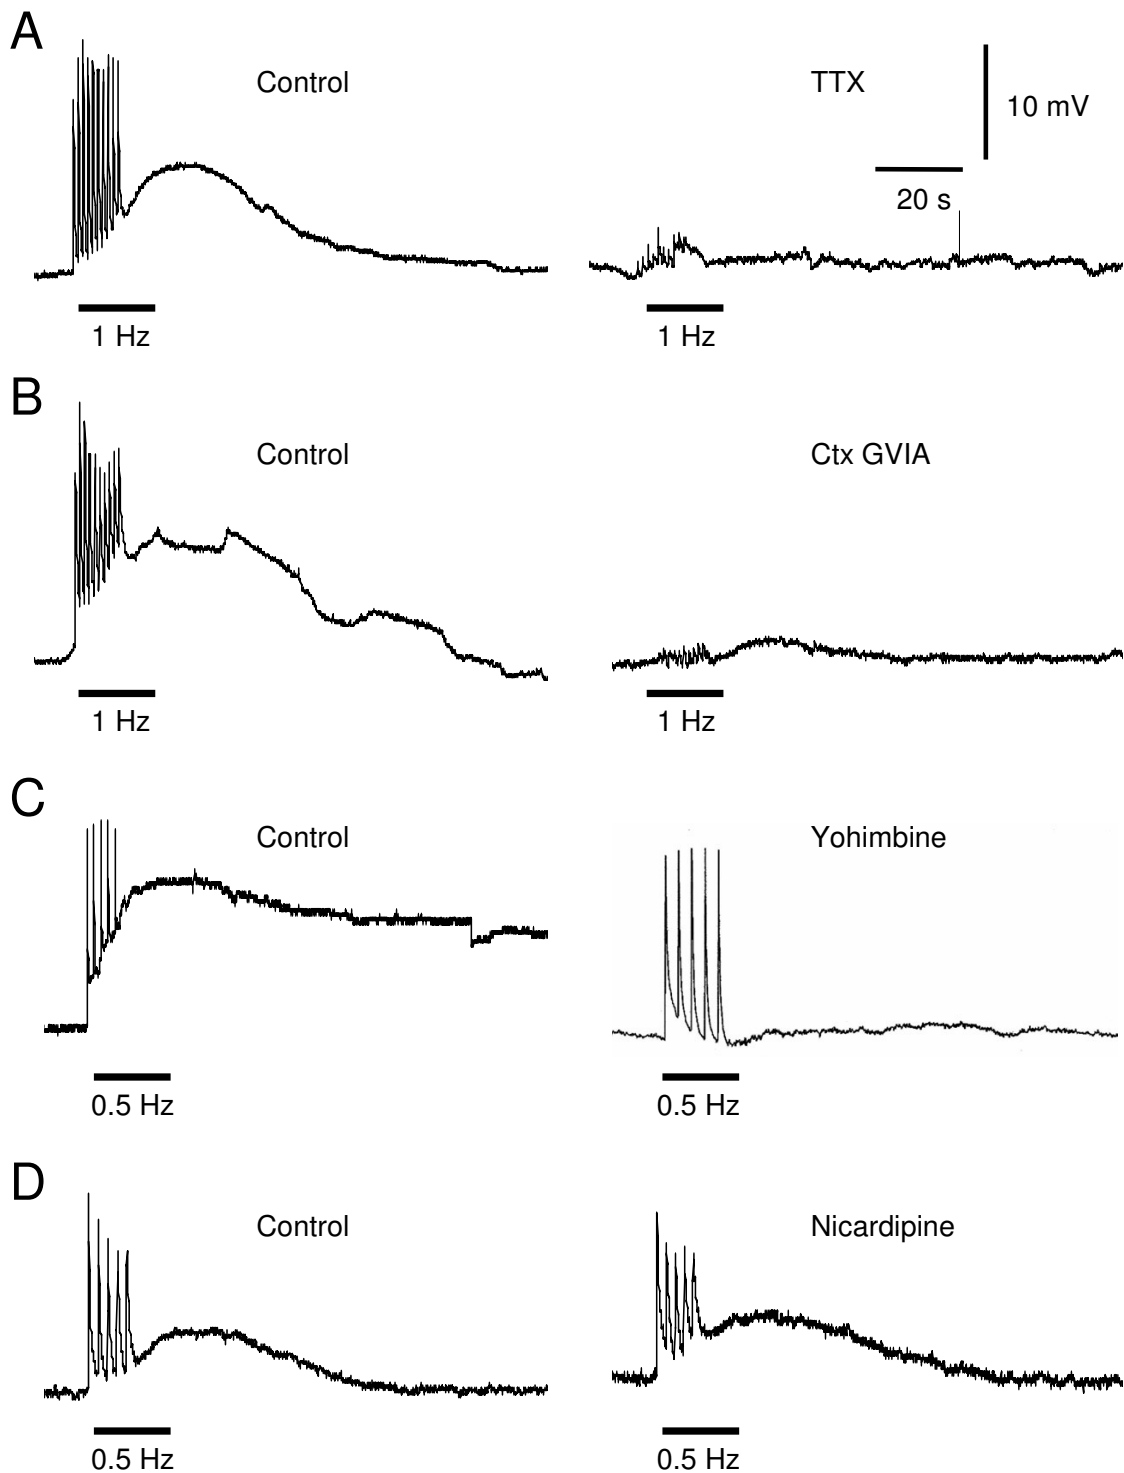 A
Control
TTX
10 mV
20 s
1 Hz
1 Hz
B
Control
Ctx GVIA
1 Hz
1 Hz
C
Control
Yohimbine
0.5 Hz
0.5 Hz
D
Control
Nicardipine
0.5 Hz
0.5 Hz